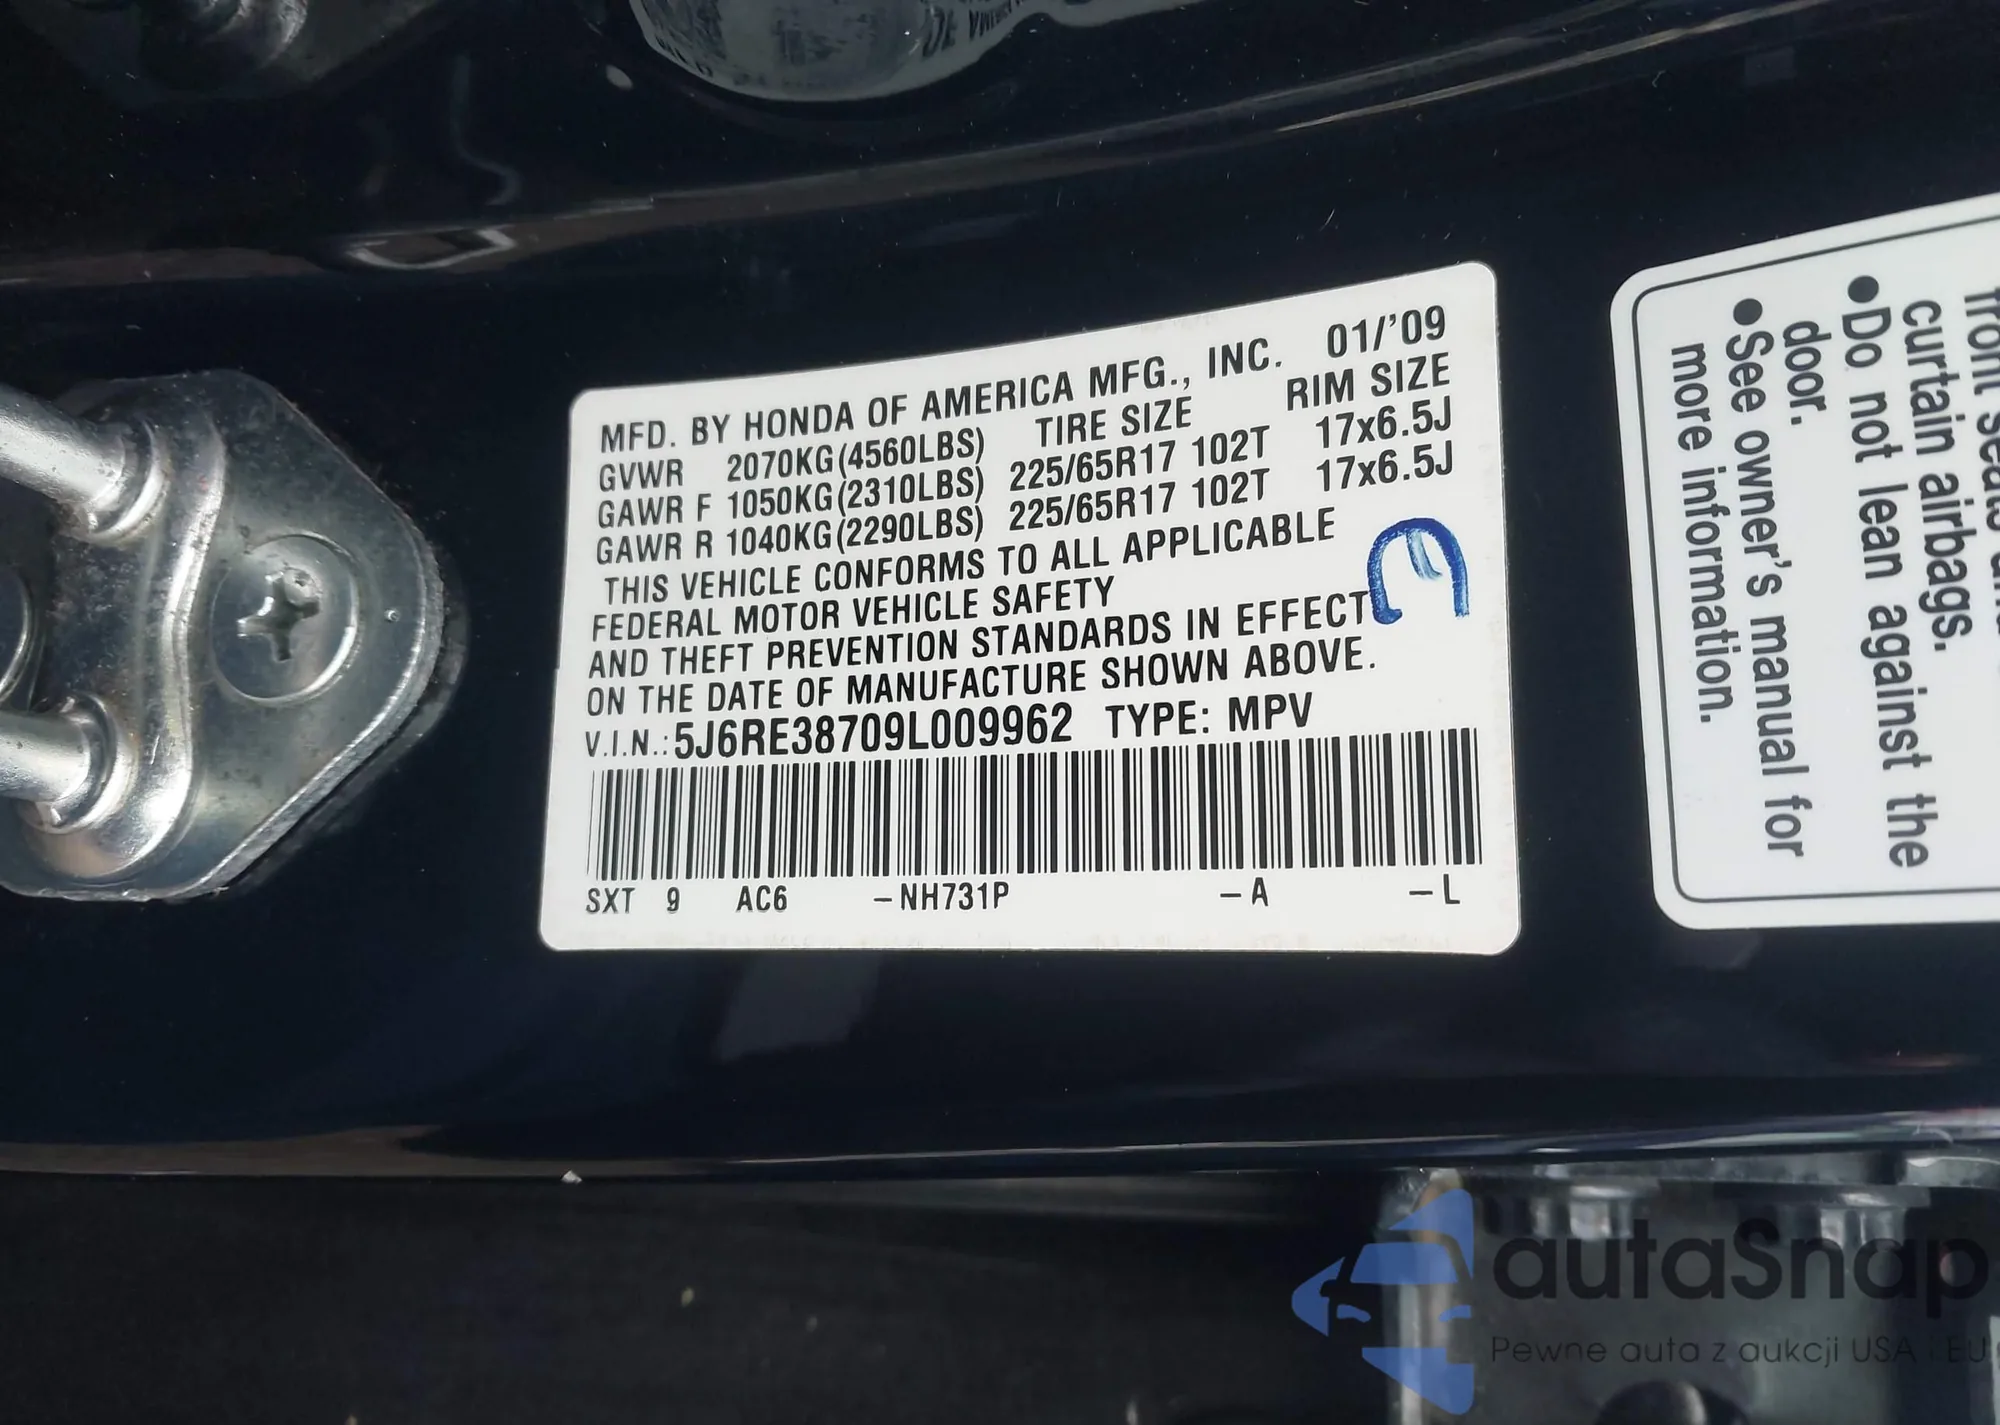 MFD. BY HONDA OF AMERICA MFG., INC. 01/'09
GVWR 2070KG(4560LBS) TIRE SIZE RIM SIZE
GAWR F 1050KG(2310LBS) 225/65R17 102T 17x6.5J
GAWR R 1040KG(2290LBS) 225/65R17 102T 17x6.5J
THIS VEHICLE CONFORMS TO ALL APPLICABLE
FEDERAL MOTOR VEHICLE SAFETY
AND THEFT PREVENTION STANDARDS IN EFFECT
ON THE DATE OF MANUFACTURE SHOWN ABOVE.
V.I.N.: 5J6RE38709L009962 TYPE: MPV
SXT 9 AC6 -NH731P -A -L
front seats
curtain airbags.
●Do not lean against the
door.
●See owner's manual for
more information.
autaSnap
Pewne auta z aukcji USA i EU